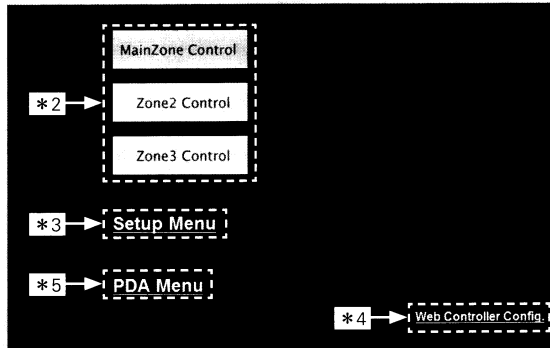 MainZone Control
*2
Zone2 Control
Zone3 Control
*3 Setup Menu
*5 PDA Menu
*4 Web Controller Config.